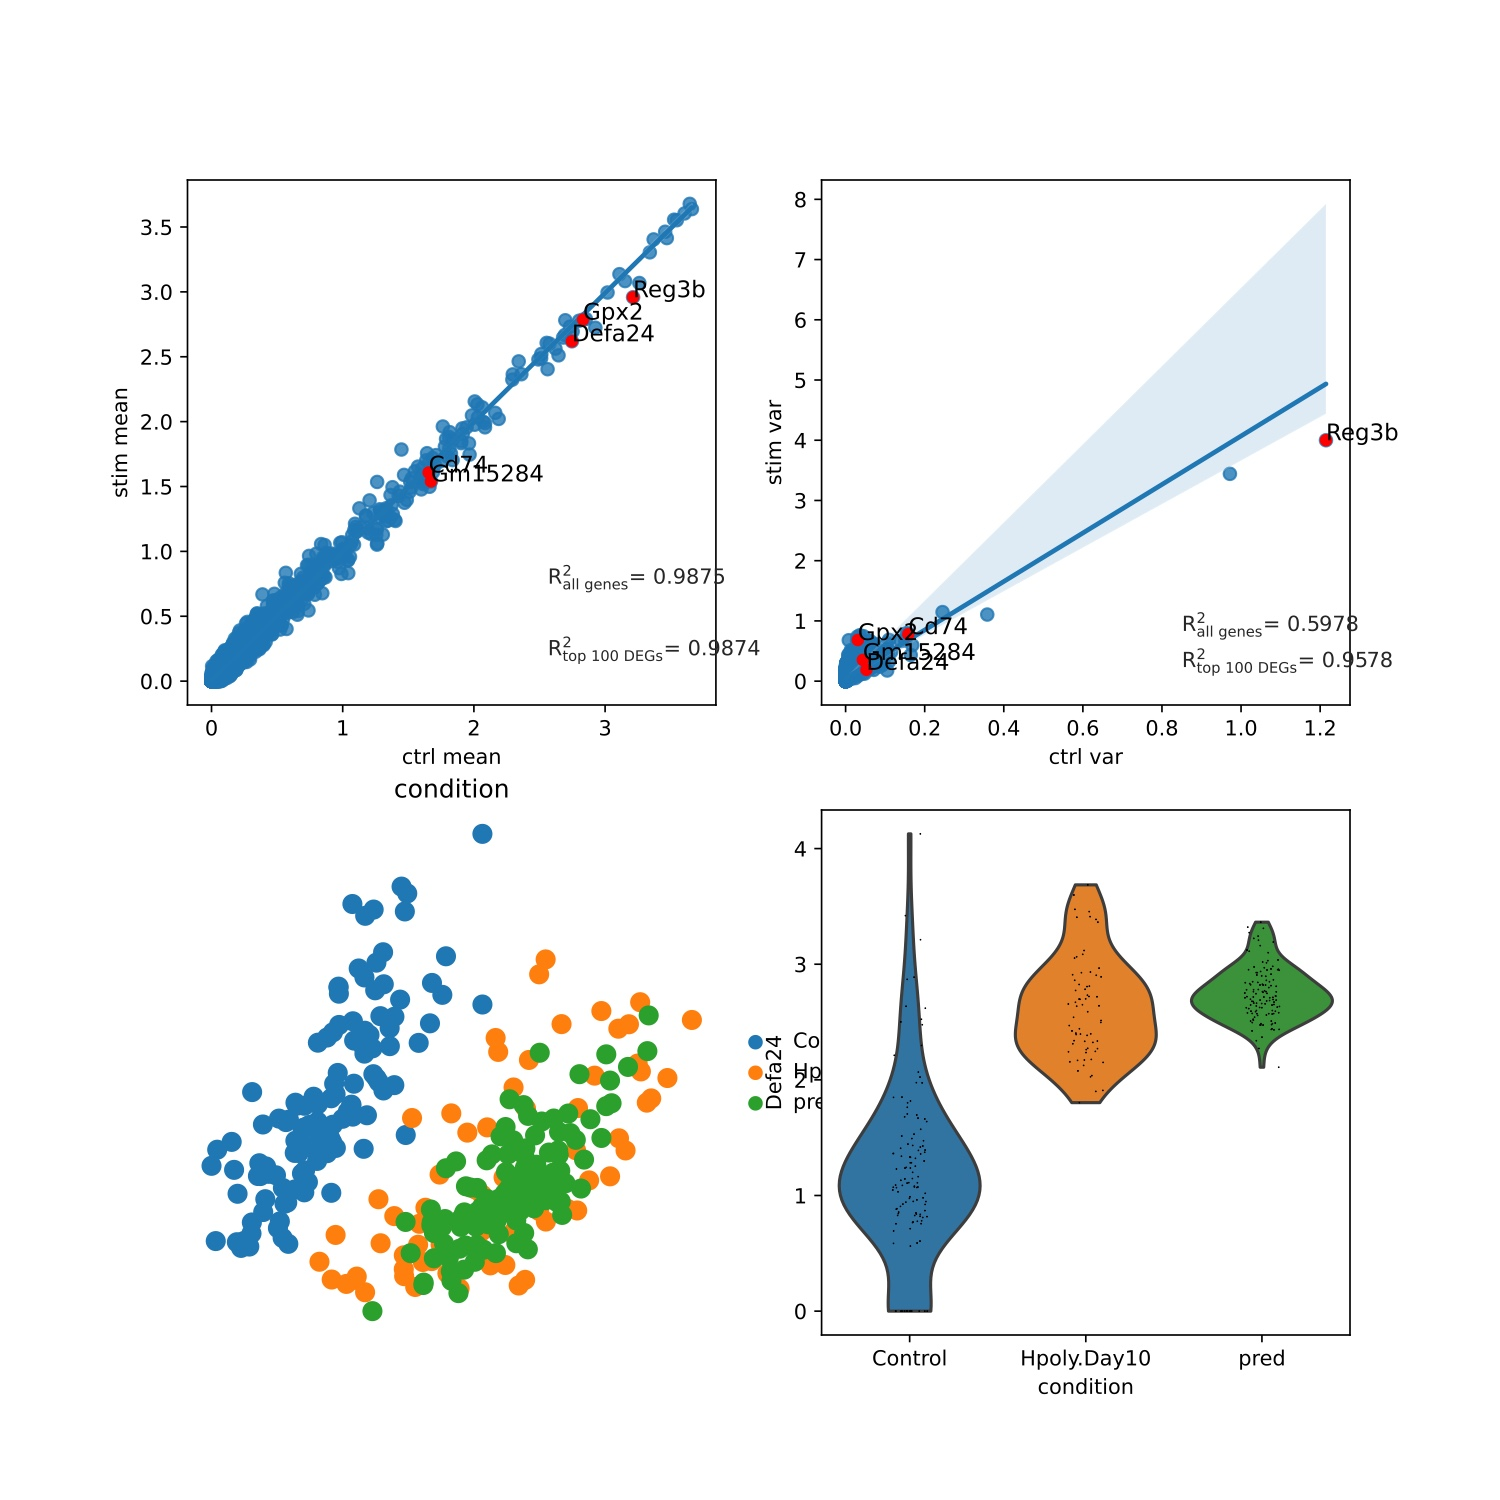 3.5
3.0
2.5
2.0
1.5
1.0
0.5
0.0
stim mean
Reg3b
Gpx2
Defa24
Cd74
Gm15284
R²all genes= 0.9875
R²top 100 DEGs= 0.9874
0 1 2 3
ctrl mean
8
7
6
5
4
3
2
1
0
stim var
Reg3b
Cd74
Gpx2
Gm15284
Defa24
R²all genes= 0.5978
R²top 100 DEGs= 0.9578
0.0 0.2 0.4 0.6 0.8 1.0 1.2
ctrl var
condition
Co
Hp
pre
Defa24
4
3
2
1
0
Control Hpoly.Day10 pred
condition